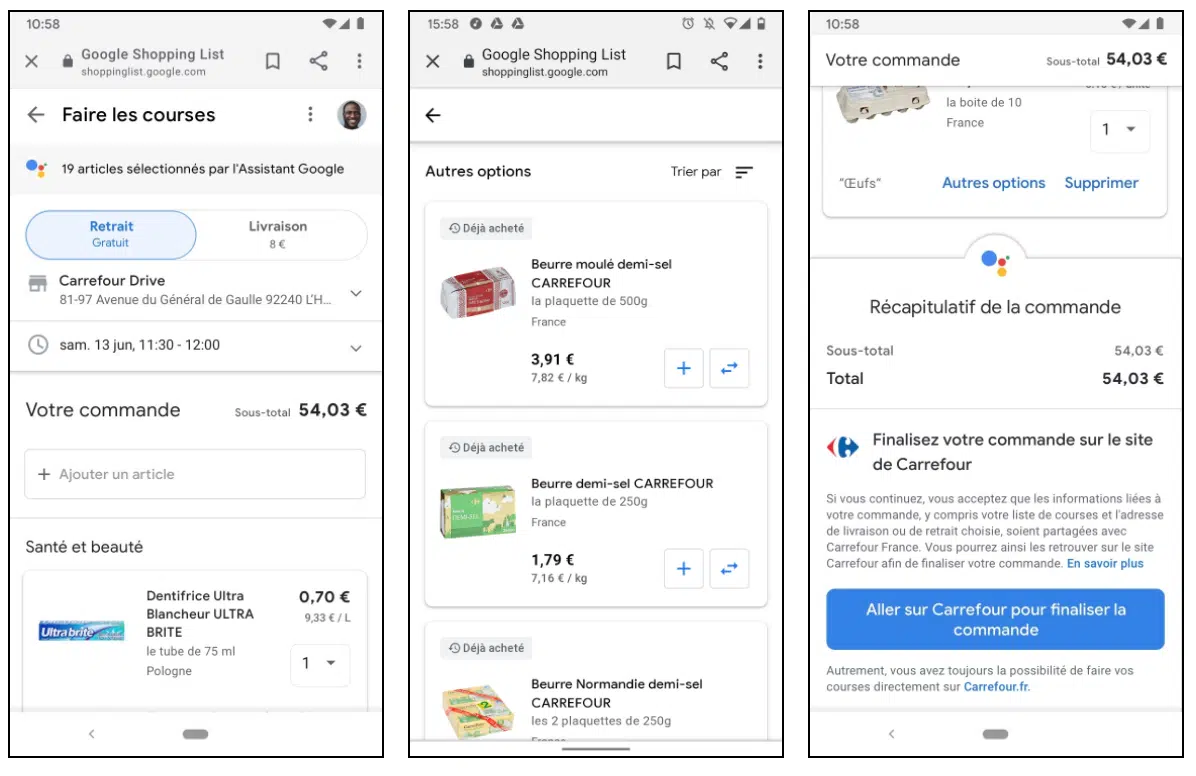 10:58
Google Shopping List
shoppinglist.google.com
Faire les courses
19 articles sélectionnés par l'Assistant Google
Retrait
Gratuit
Livraison
8 €
Carrefour Drive
81-97 Avenue du Général de Gaulle 92240 L'H...
sam. 13 jun, 11:30 - 12:00
Votre commande
Sous-total 54,03 €
+ Ajouter un article
Santé et beauté
Ultra brite
Dentifrice Ultra
Blancheur ULTRA
BRITE
le tube de 75 ml
Pologne
0,70 €
9,33 € / L
1
15:58
Google Shopping List
shoppinglist.google.com
Autres options
Trier par
Déjà acheté
Beurre moulé demi-sel
CARREFOUR
la plaquette de 500g
France
3,91 €
7,82 € / kg
Déjà acheté
Beurre demi-sel CARREFOUR
la plaquette de 250g
France
1,79 €
7,16 € / kg
Déjà acheté
Beurre Normandie demi-sel
CARREFOUR
les 2 plaquettes de 250g
10:58
Votre commande
Sous-total 54,03 €
la boite de 10
France
1
"Œufs"
Autres options
Supprimer
Récapitulatif de la commande
Sous-total 54,03 €
Total 54,03 €
Finalisez votre commande sur le site
de Carrefour
Si vous continuez, vous acceptez que les informations liées à
votre commande, y compris votre liste de courses et l'adresse
de livraison ou de retrait choisie, soient partagées avec
Carrefour France. Vous pourrez ainsi les retrouver sur le site
Carrefour afin de finaliser votre commande. En savoir plus
Aller sur Carrefour pour finaliser la
commande
Autrement, vous avez toujours la possibilité de faire vos
courses directement sur Carrefour.fr.